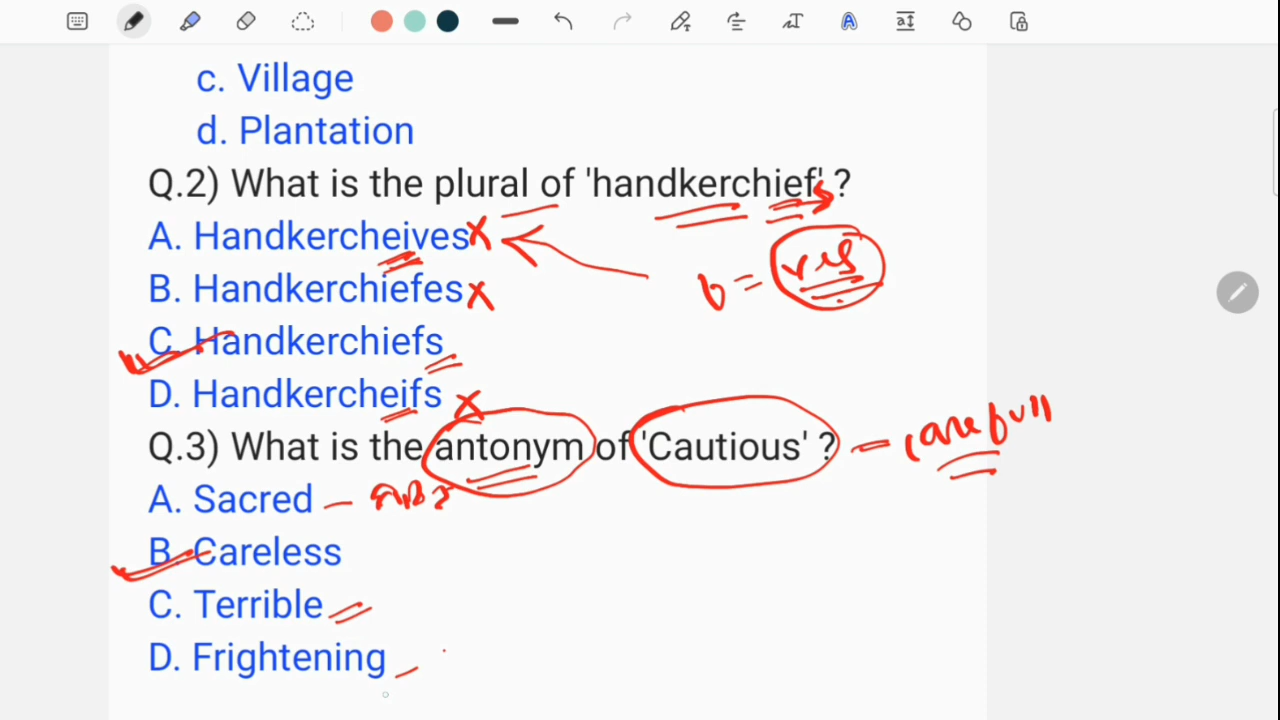 c. Village
d. Plantation
Q.2) What is the plural of 'handkerchief' ?
A. Handkercheives
B. Handkerchiefes
C. Handkerchiefs
D. Handkercheifs
Q.3) What is the antonym of 'Cautious' ? – carefull
A. Sacred –
B. Careless
C. Terrible
D. Frightening